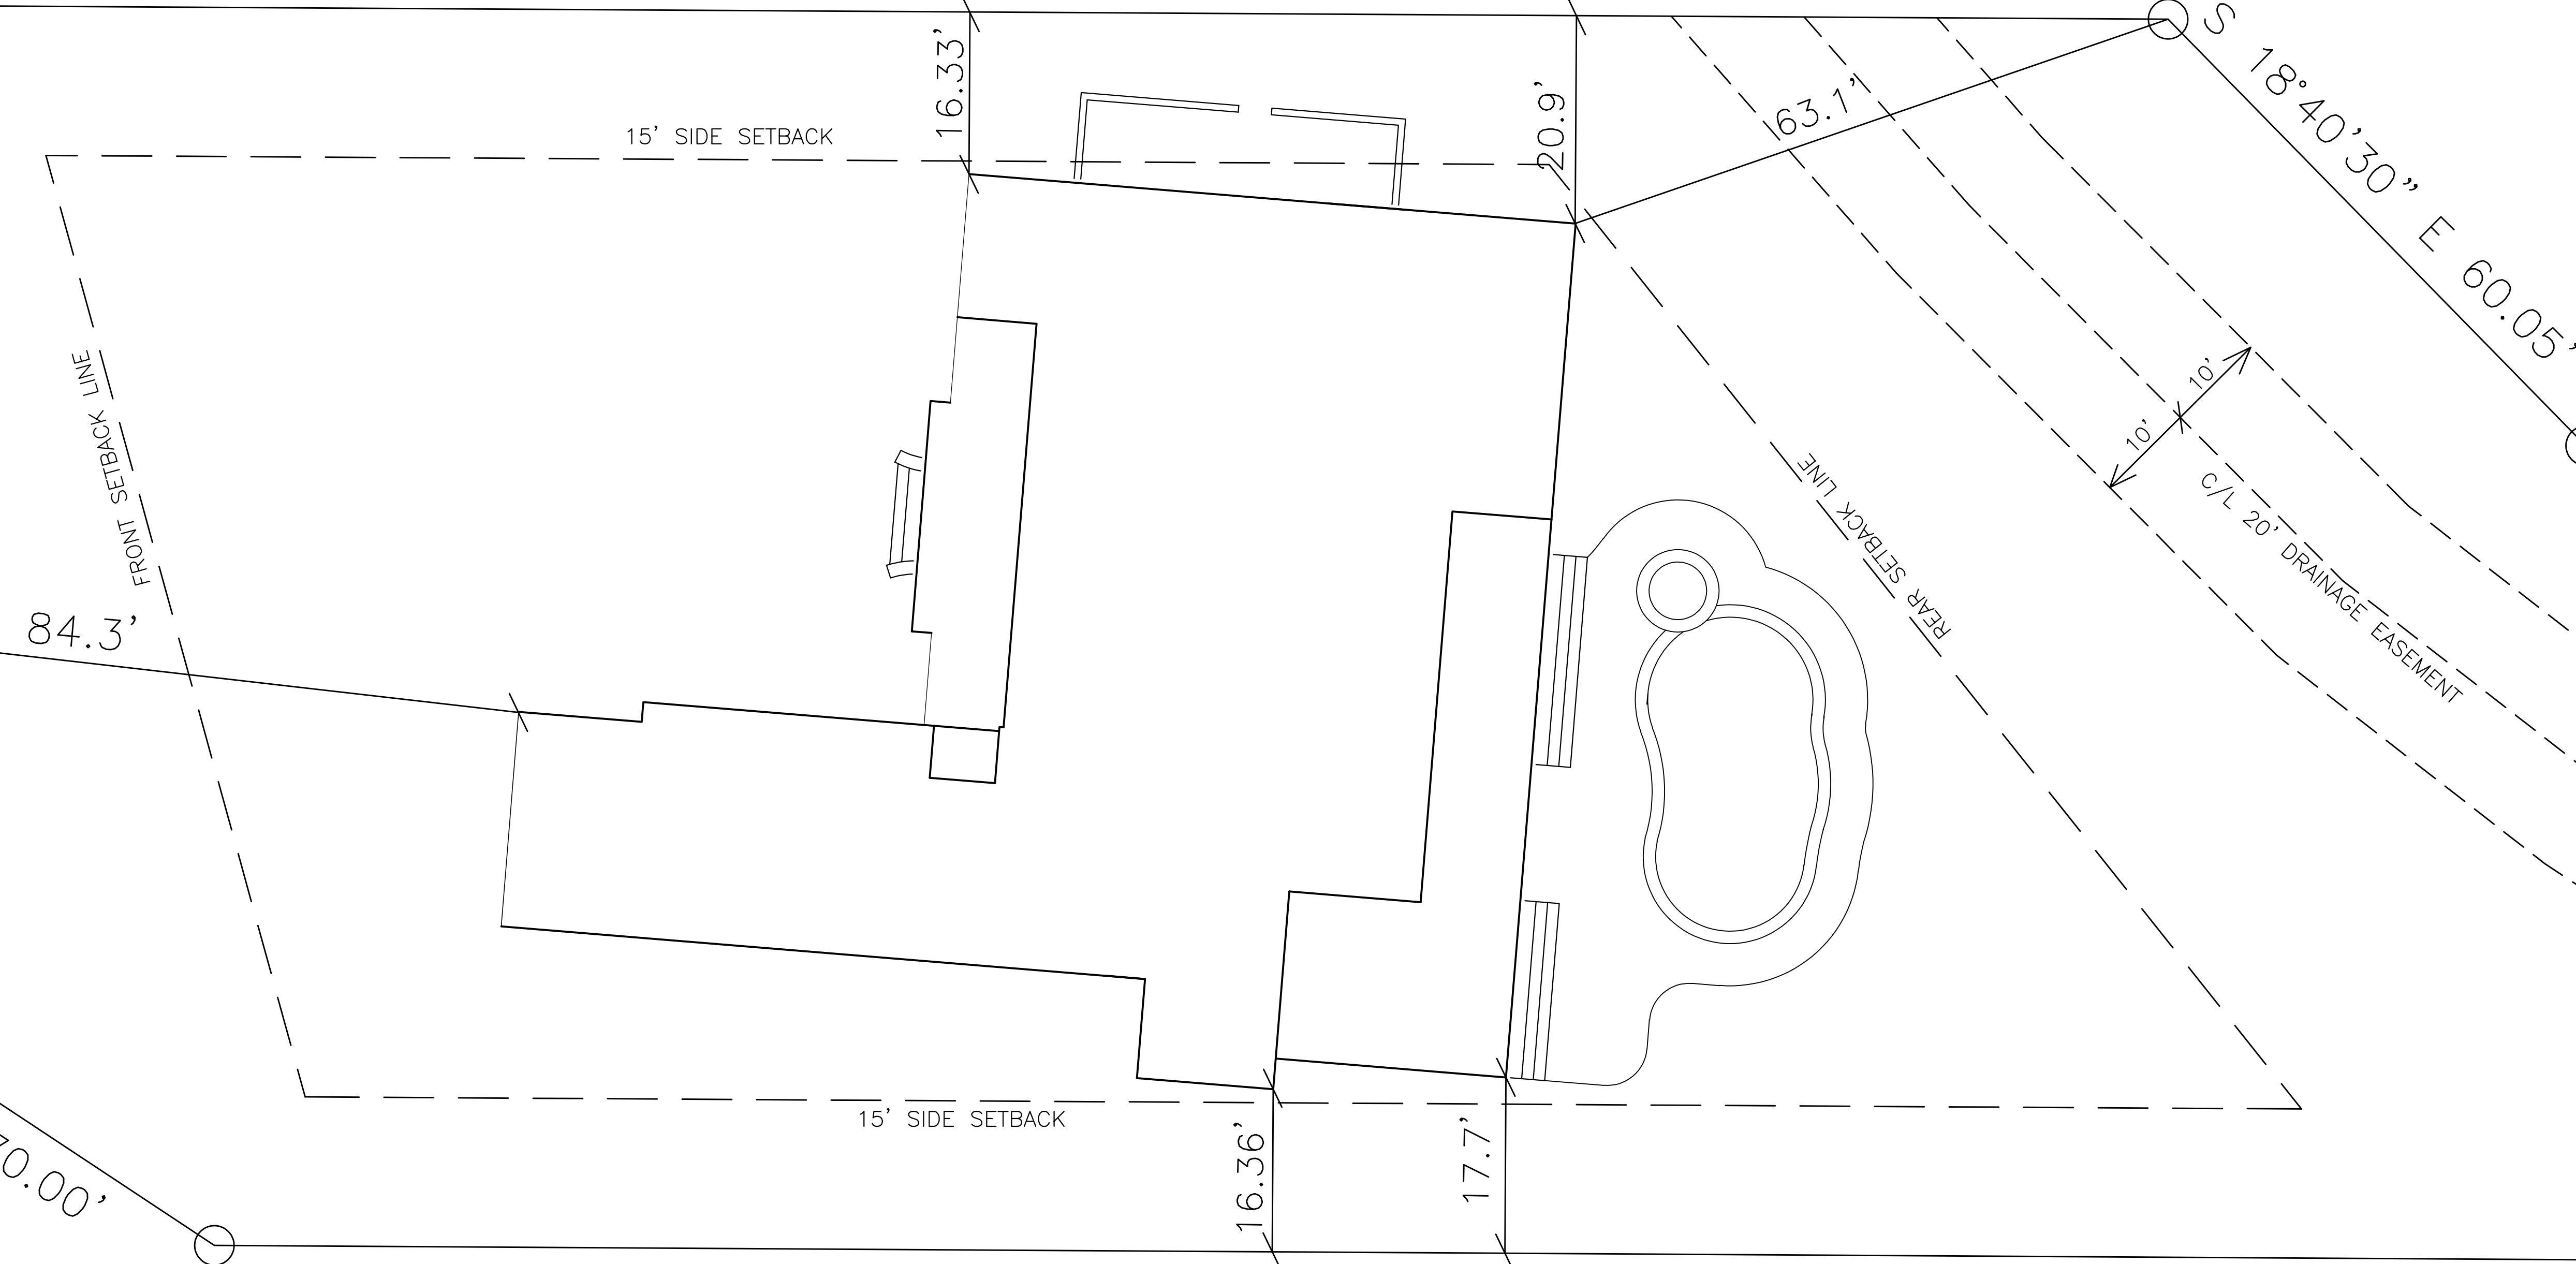 16.33'
20.9'
63.1'
S 18°40'30" E 60.05'
15' SIDE SETBACK
FRONT SETBACK LINE
84.3'
REAR SETBACK LINE
10'
10'
C/L 20' DRAINAGE EASEMENT
15' SIDE SETBACK
16.36'
17.7'
70.00'